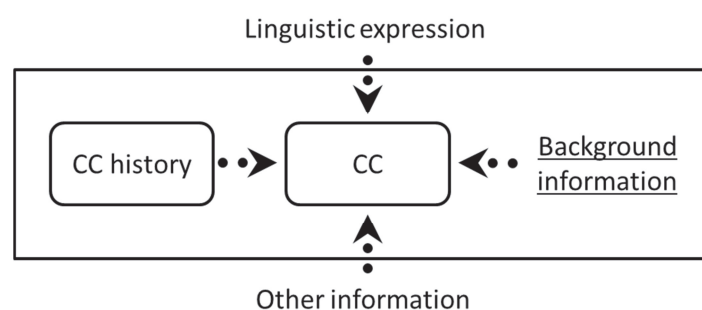 Linguistic expression
CC history
CC
Background
information
Other information